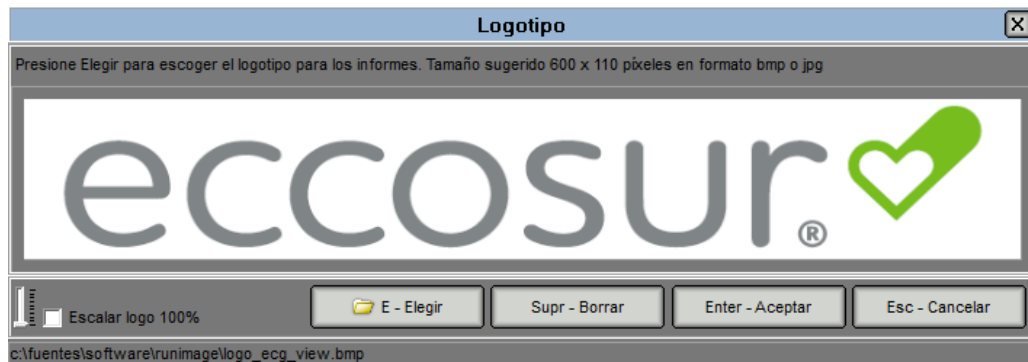 Logotipo
Presione Elegir para escoger el logotipo para los informes. Tamaño sugerido 600 x 110 píxeles en formato bmp o jpg
eccosur®
Escalar logo 100%
E - Elegir
Supr - Borrar
Enter - Aceptar
Esc - Cancelar
c:\fuentes\software\runimage\logo_ecg_view.bmp